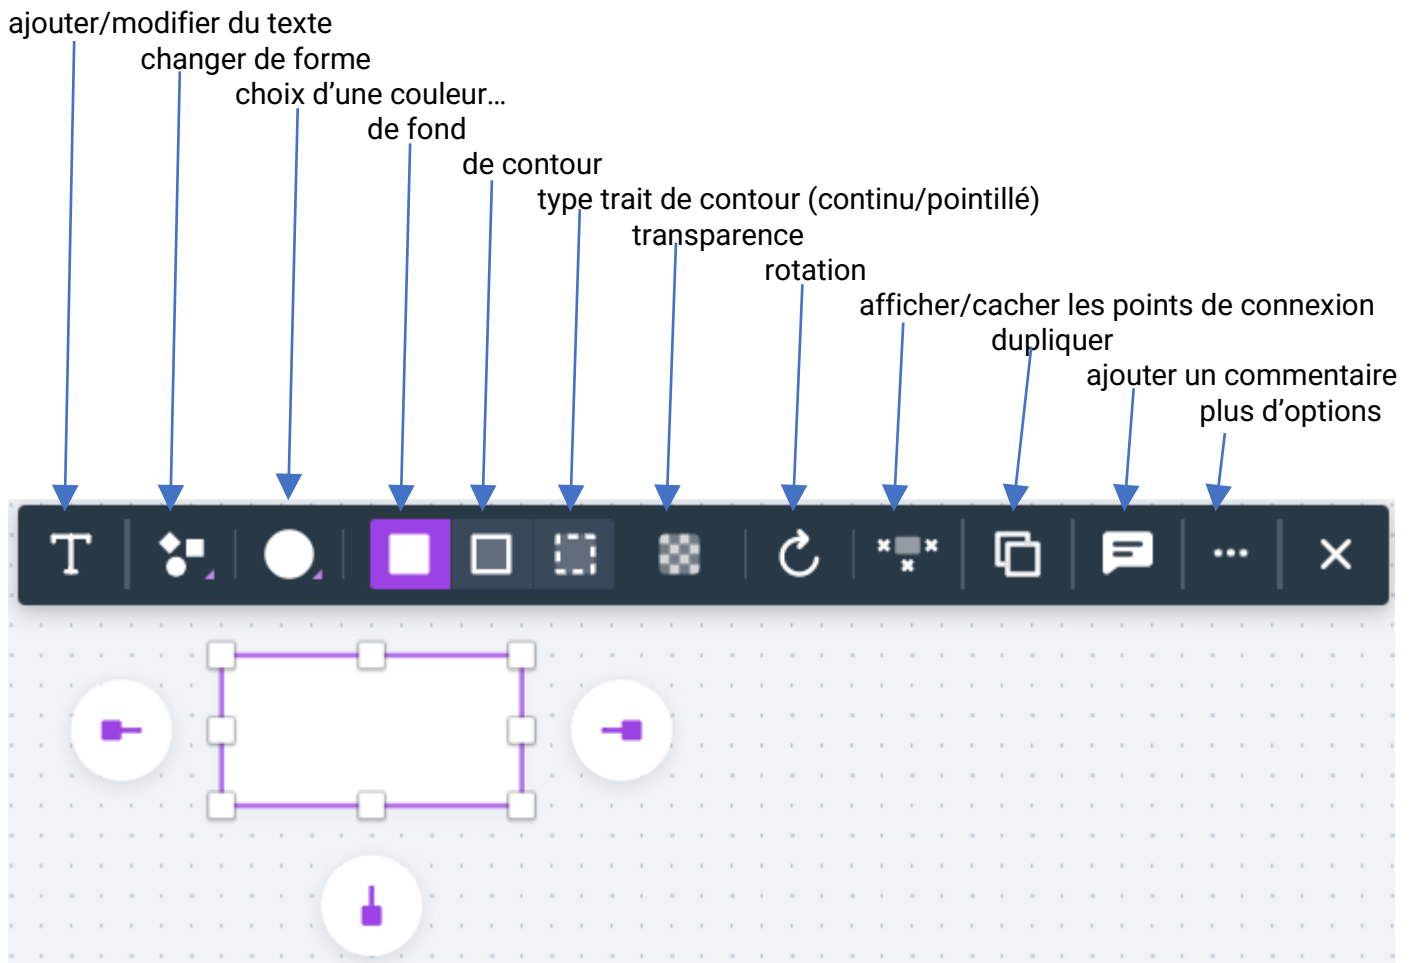 ajouter/modifier du texte
changer de forme
choix d’une couleur…
de fond
de contour
type trait de contour (continu/pointillé)
transparence
rotation
afficher/cacher les points de connexion
dupliquer
ajouter un commentaire
plus d’options
T